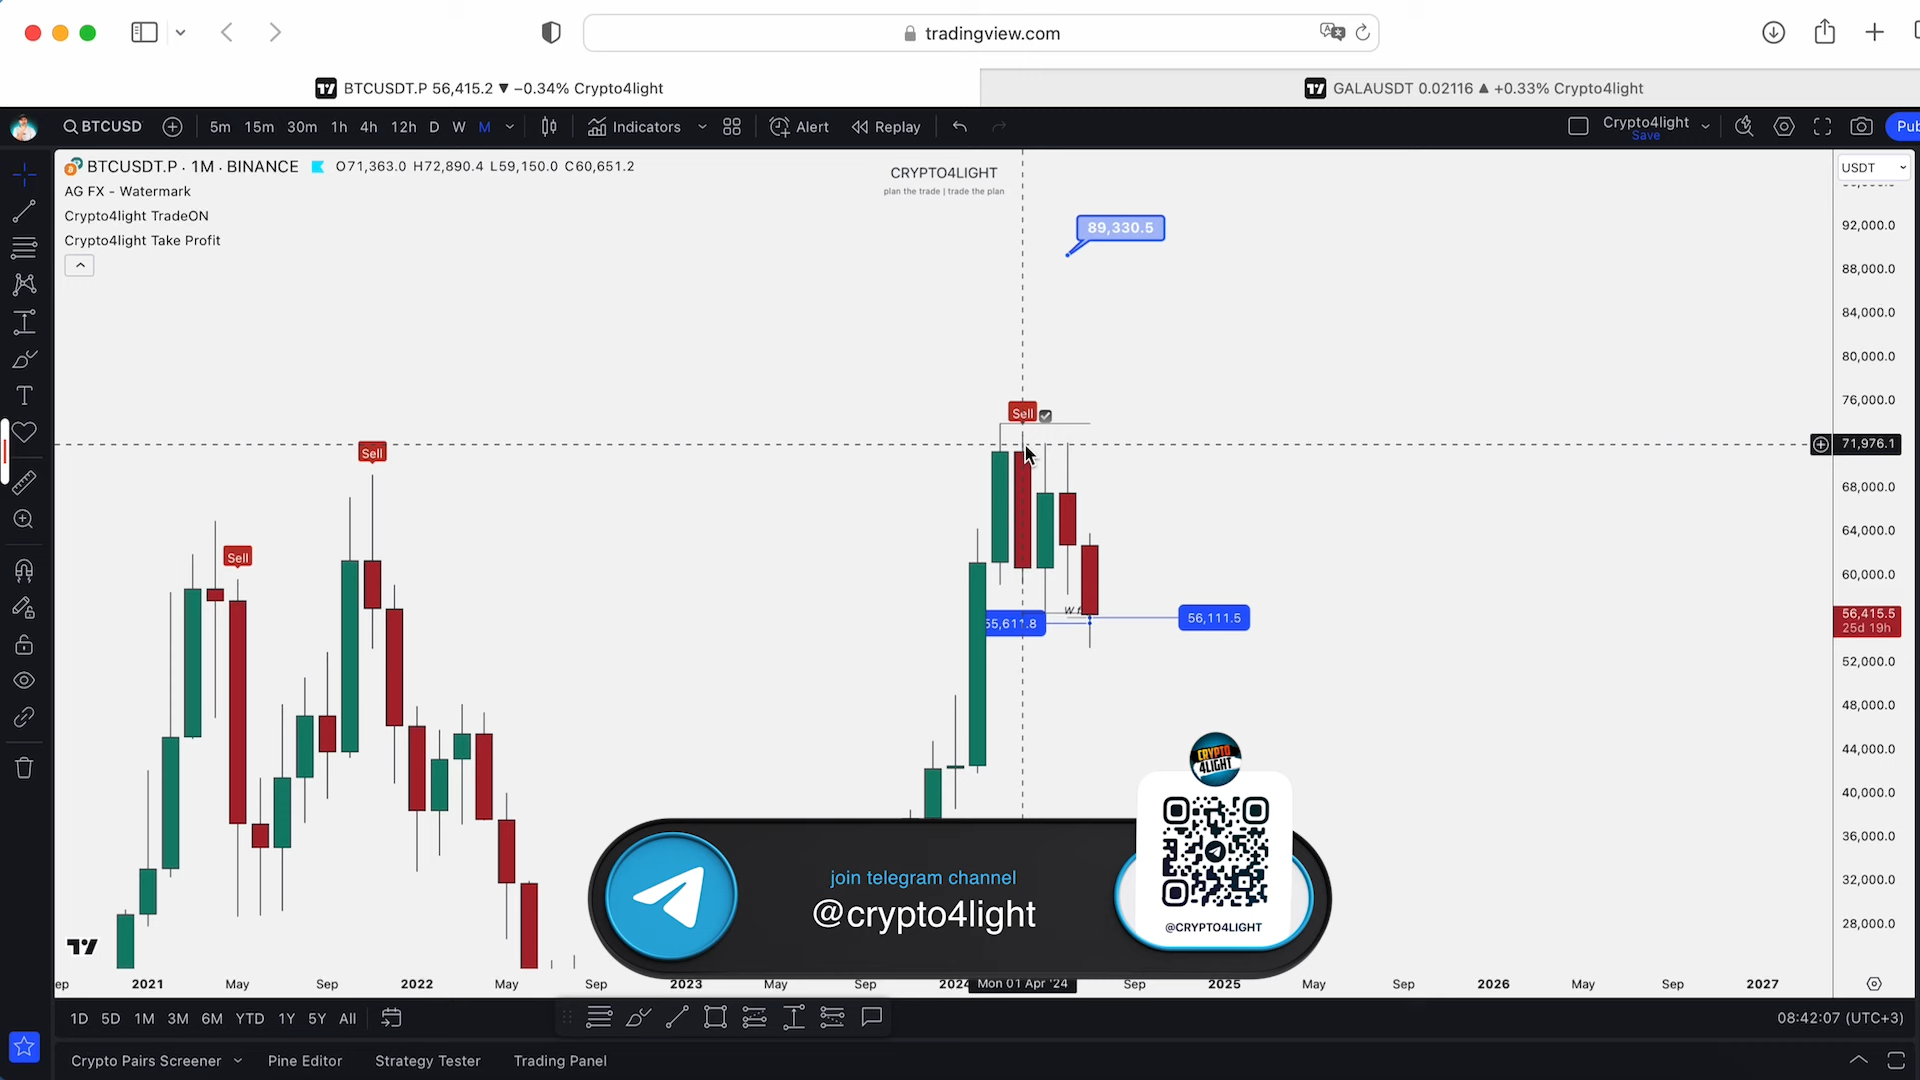 tradingview.com
BTCUSDT.P 56,415.2 ▼ −0.34% Crypto4light
GALAUSDT 0.02116 ▲ +0.33% Crypto4light
BTCUSD
5m 15m 30m 1h 4h 12h D W M
Indicators
Alert
Replay
Crypto4light
Save
Pub
BTCUSDT.P · 1M · BINANCE
O71,363.0 H72,890.4 L59,150.0 C60,651.2
AG FX - Watermark
Crypto4light TradeON
Crypto4light Take Profit
CRYPTO4LIGHT
plan the trade | trade the plan
USDT
92,000.0
88,000.0
84,000.0
80,000.0
76,000.0
71,976.1
68,000.0
64,000.0
60,000.0
56,415.5
25d 19h
52,000.0
48,000.0
44,000.0
40,000.0
36,000.0
32,000.0
28,000.0
89,330.5
Sell
Sell
Sell
56,111.5
CRYPTO
4LIGHT
join telegram channel
@crypto4light
@CRYPTO4LIGHT
ep 2021 May Sep 2022 May Sep 2023 May Sep 2024 Mon 01 Apr '24 Sep 2025 May Sep 2026 May Sep 2027
1D 5D 1M 3M 6M YTD 1Y 5Y All
08:42:07 (UTC+3)
Crypto Pairs Screener
Pine Editor
Strategy Tester
Trading Panel